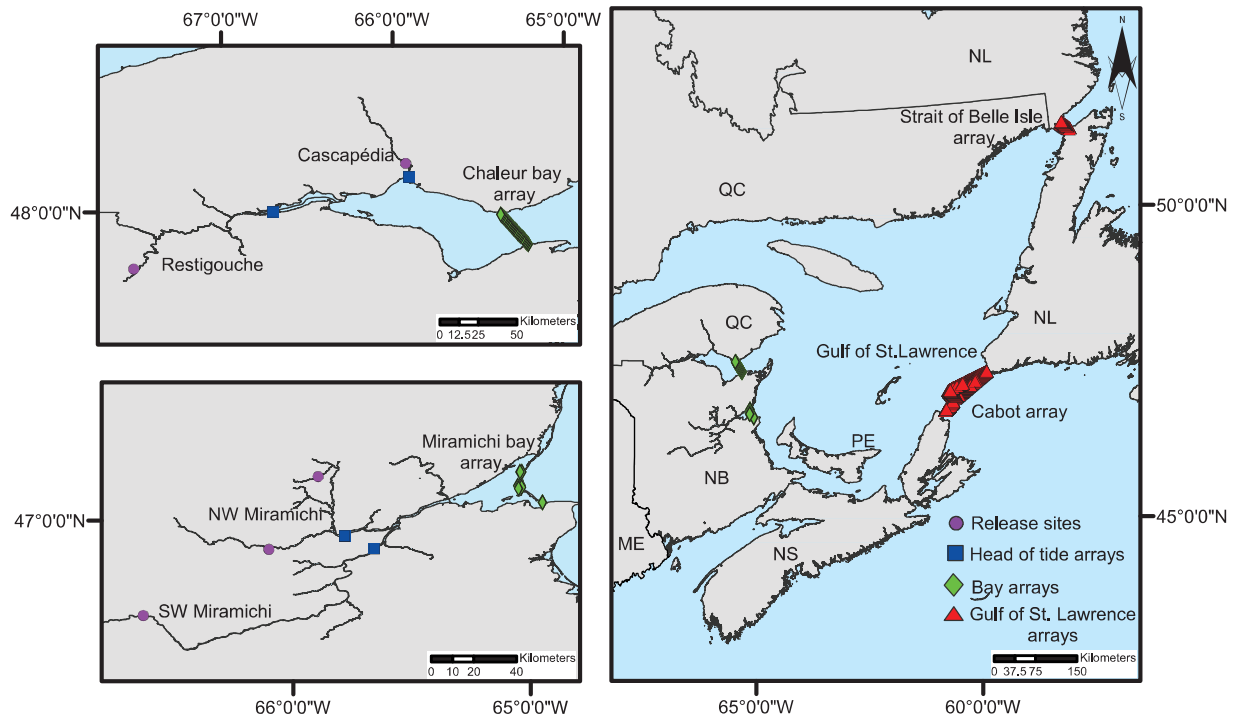 67°0'0"W
66°0'0"W
65°0'0"W
48°0'0"N
Cascapédia
Chaleur bay
array
Restigouche
Kilometers
0 12.525 50
47°0'0"N
Miramichi bay
array
NW Miramichi
SW Miramichi
Kilometers
0 10 20 40
66°0'0"W
65°0'0"W
N
S
NL
Strait of Belle Isle
array
QC
50°0'0"N
QC
NL
Gulf of St.Lawrence
Cabot array
PE
NB
ME
NS
45°0'0"N
Release sites
Head of tide arrays
Bay arrays
Gulf of St. Lawrence
arrays
Kilometers
0 37.575 150
65°0'0"W
60°0'0"W